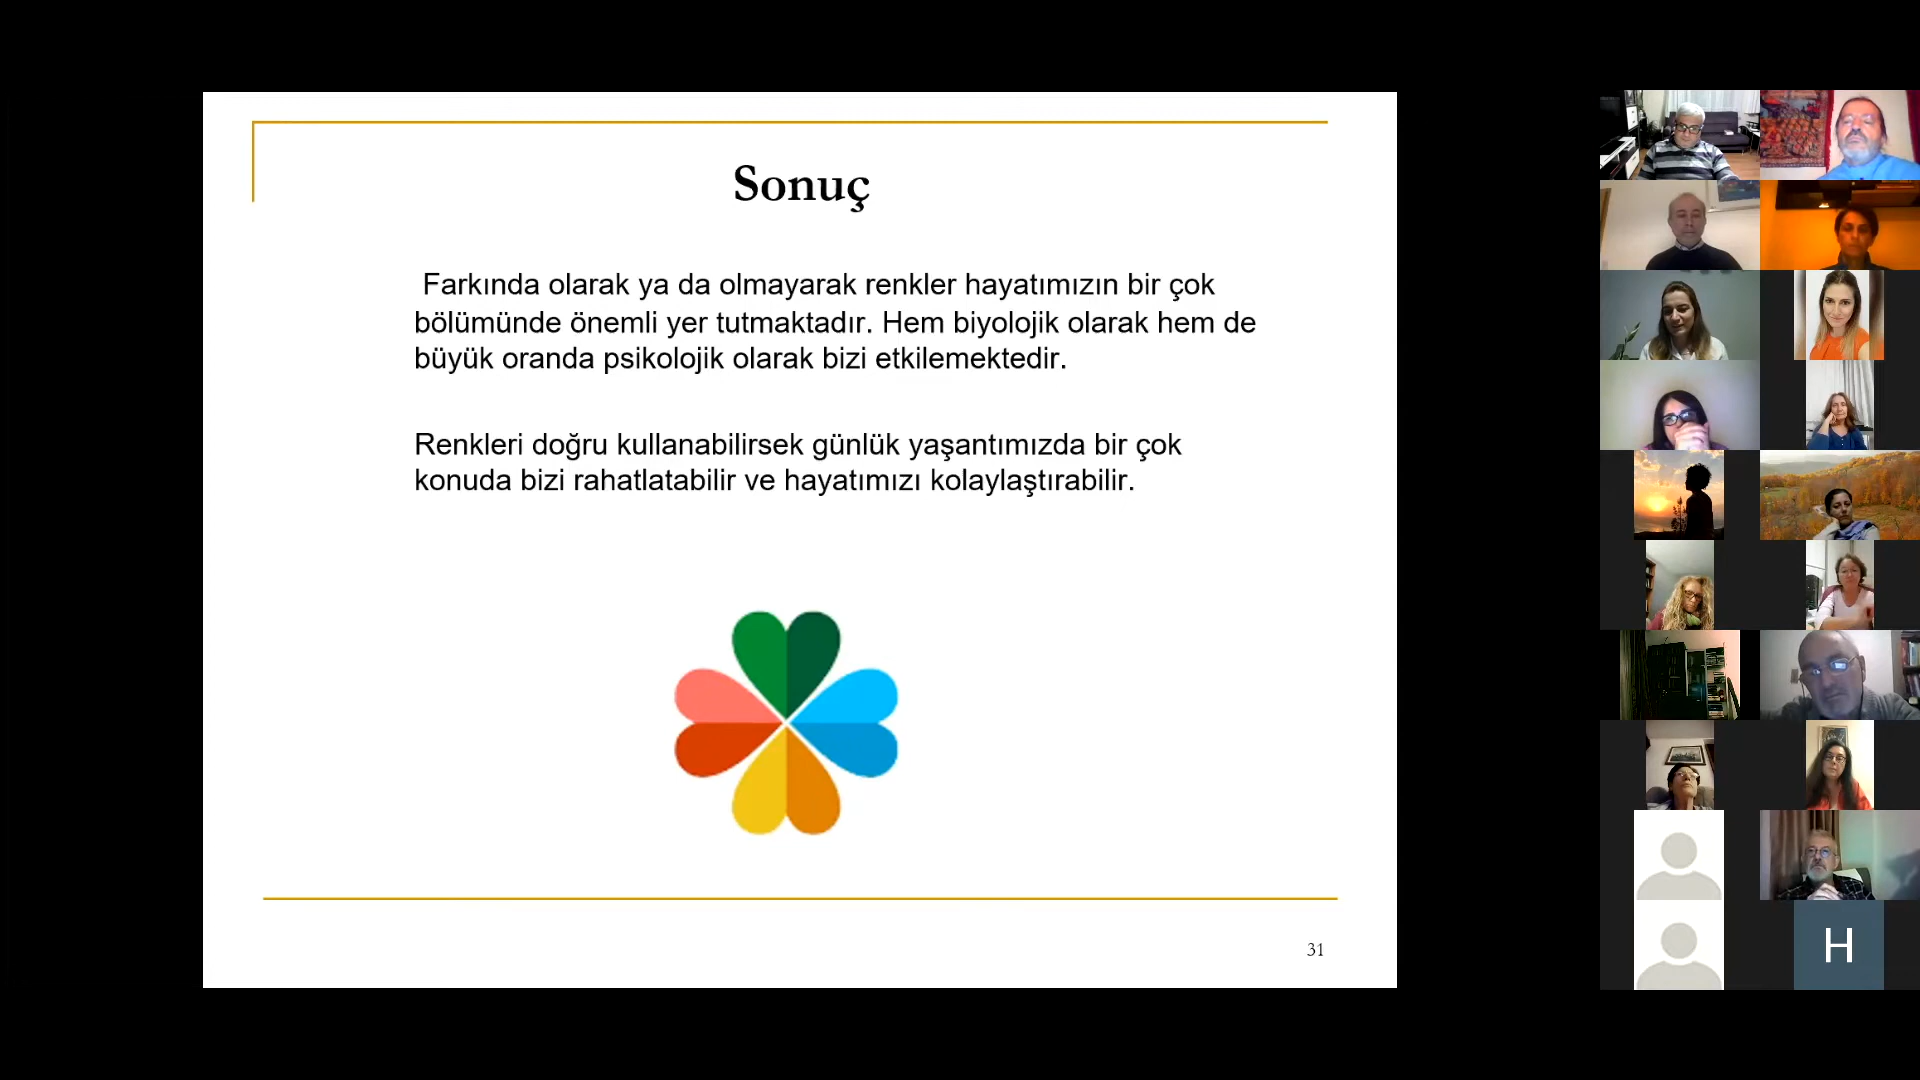 Sonuç
Farkında olarak ya da olmayarak renkler hayatımızın bir çok
bölümünde önemli yer tutmaktadır. Hem biyolojik olarak hem de
büyük oranda psikolojik olarak bizi etkilemektedir.
Renkleri doğru kullanabilirsek günlük yaşantımızda bir çok
konuda bizi rahatlatabilir ve hayatımızı kolaylaştırabilir.
31
H